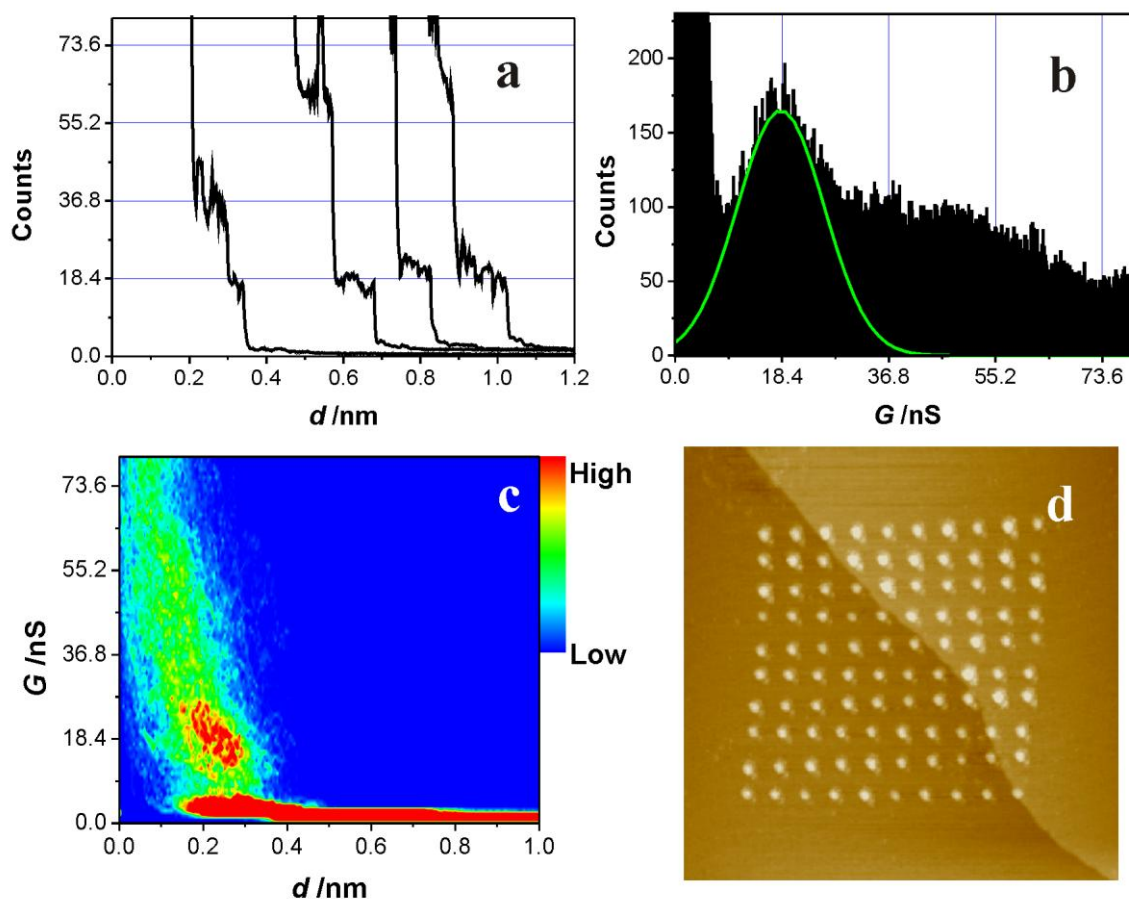 a
Counts
73.6
55.2
36.8
18.4
0.0
0.0 0.2 0.4 0.6 0.8 1.0 1.2
d /nm
b
Counts
200
150
100
50
0
0.0 18.4 36.8 55.2 73.6
G /nS
c
G /nS
73.6
55.2
36.8
18.4
0.0
0.0 0.2 0.4 0.6 0.8 1.0
d /nm
High
Low
d